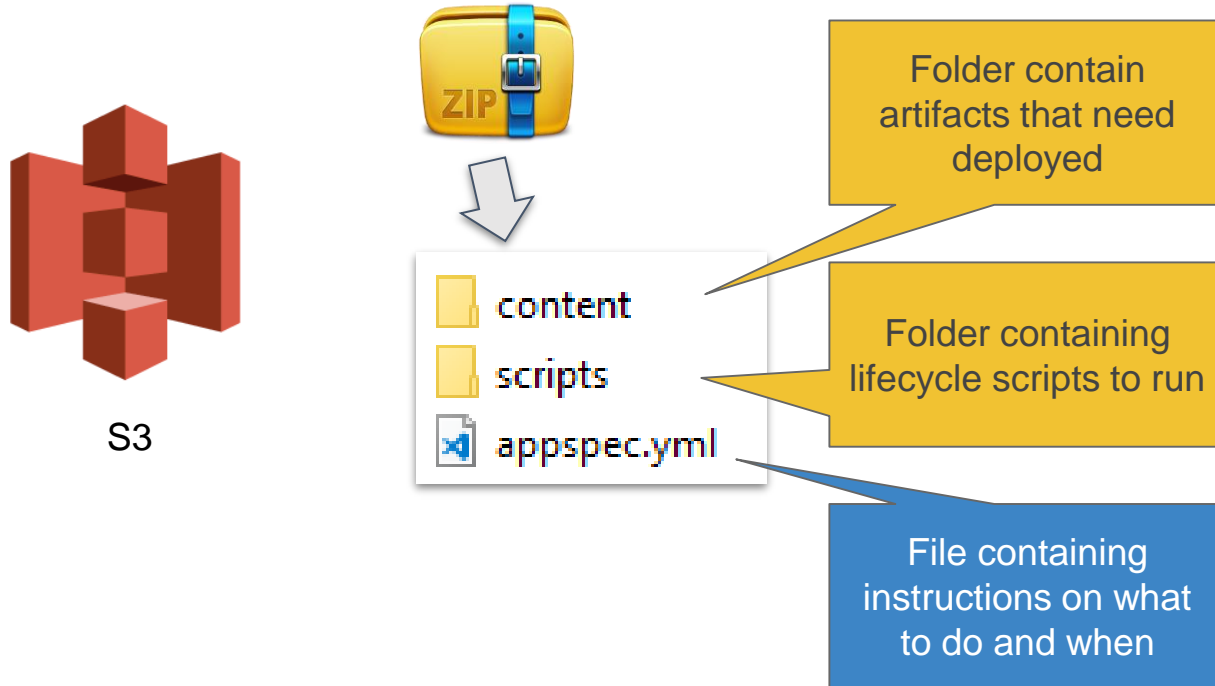 ZIP
Folder contain
artifacts that need
deployed
content
scripts
appspec.yml
Folder containing
lifecycle scripts to run
S3
File containing
instructions on what
to do and when